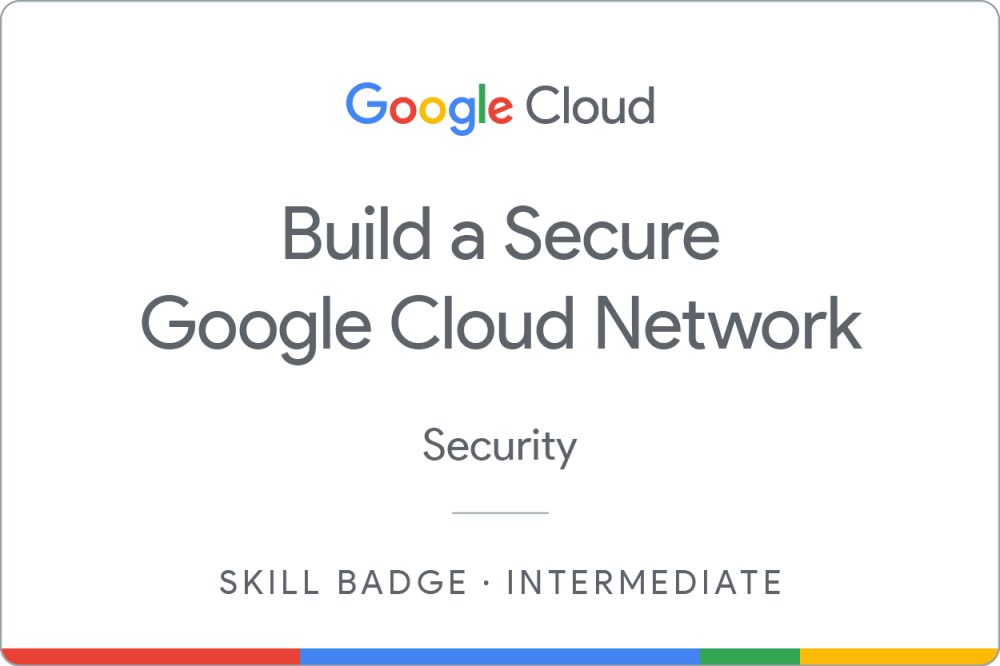 Google Cloud
Build a Secure
Google Cloud Network
Security
SKILL BADGE · INTERMEDIATE